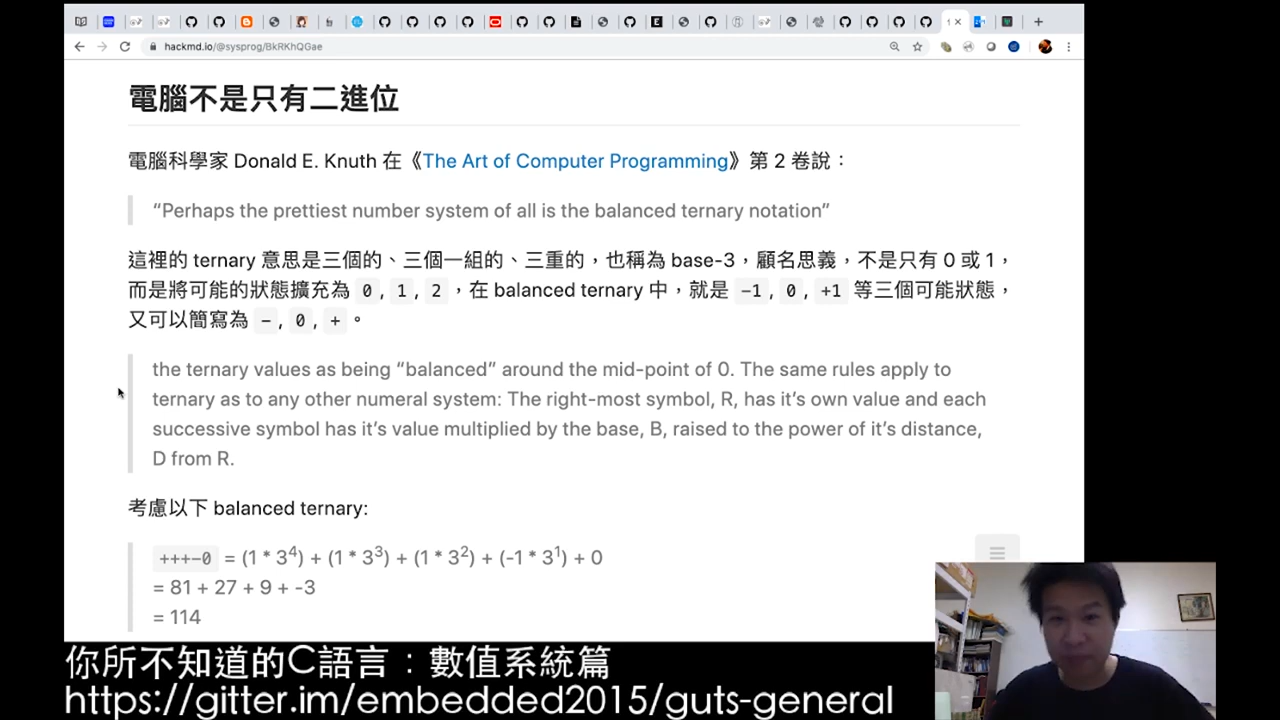 hackmd.io/@sysprog/BkRKhQGae
電腦不是只有二進位
電腦科學家 Donald E. Knuth 在《The Art of Computer Programming》第 2 卷說：
“Perhaps the prettiest number system of all is the balanced ternary notation”
這裡的 ternary 意思是三個的、三個一組的、三重的，也稱為 base-3，顧名思義，不是只有 0 或 1，
而是將可能的狀態擴充為 0, 1, 2，在 balanced ternary 中，就是 -1, 0, +1 等三個可能狀態，
又可以簡寫為 -, 0, +。
the ternary values as being “balanced” around the mid-point of 0. The same rules apply to
ternary as to any other numeral system: The right-most symbol, R, has it’s own value and each
successive symbol has it’s value multiplied by the base, B, raised to the power of it’s distance,
D from R.
考慮以下 balanced ternary:
+++-0 = (1 * 3⁴) + (1 * 3³) + (1 * 3²) + (-1 * 3¹) + 0
= 81 + 27 + 9 + -3
= 114
你所不知道的C語言：數值系統篇
https://gitter.im/embedded2015/guts-general